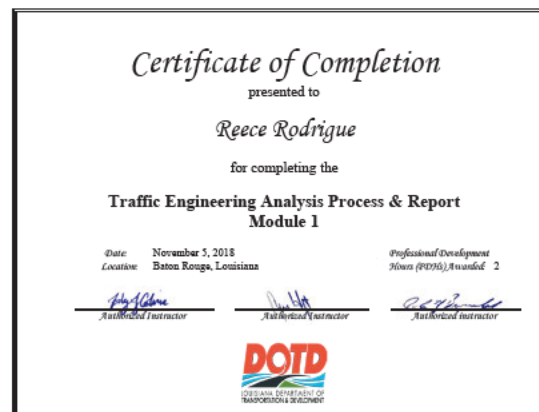 Certificate of Completion
presented to
Reece Rodrigue
for completing the
Traffic Engineering Analysis Process & Report
Module 1
Date: November 5, 2018
Location: Baton Rouge, Louisiana
Professional Development
Hours (PDHs) Awarded 2
Authorized Instructor
Authorized Instructor
Authorized instructor
DOTD
LOUISIANA DEPARTMENT OF
TRANSPORTATION & DEVELOPMENT